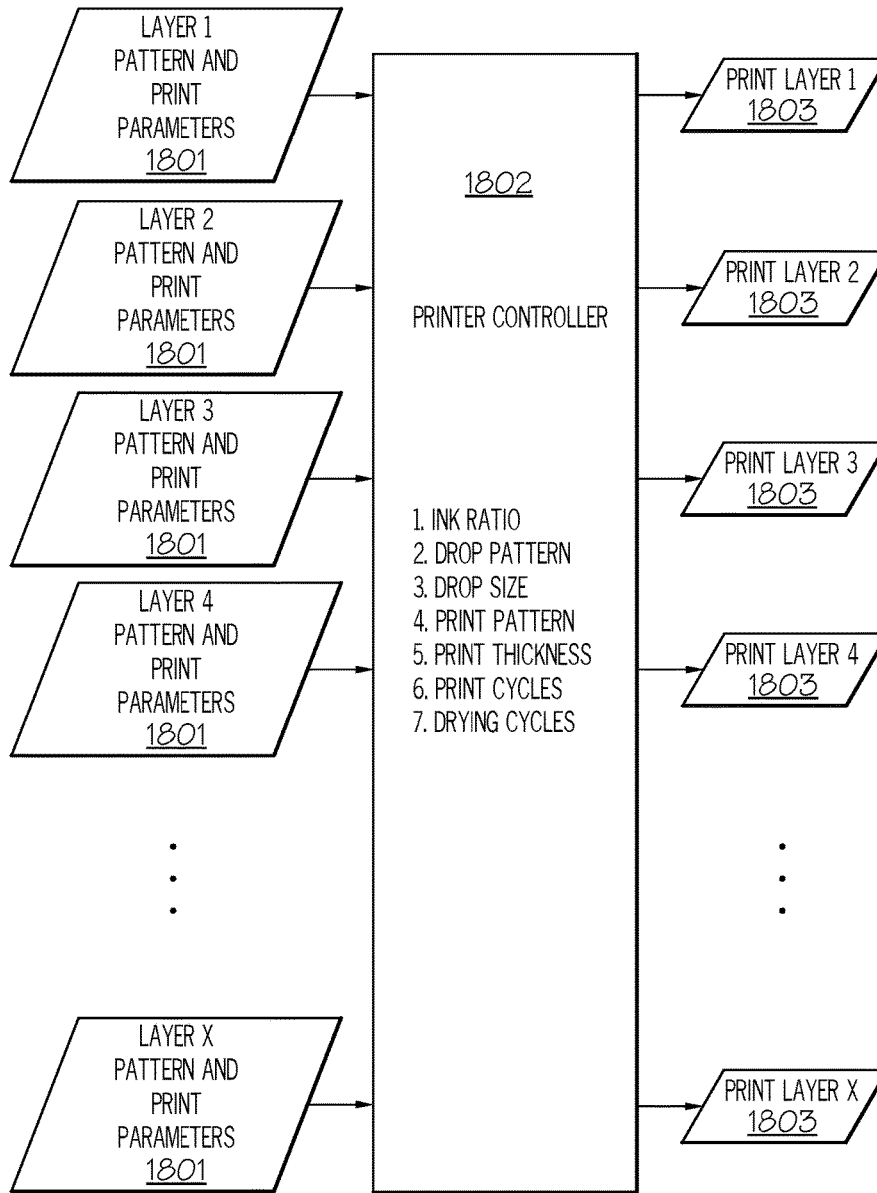 LAYER 1
PATTERN AND
PRINT
PARAMETERS
1801
LAYER 2
PATTERN AND
PRINT
PARAMETERS
1801
LAYER 3
PATTERN AND
PRINT
PARAMETERS
1801
LAYER 4
PATTERN AND
PRINT
PARAMETERS
1801
LAYER X
PATTERN AND
PRINT
PARAMETERS
1801
1802
PRINTER CONTROLLER
1. INK RATIO
2. DROP PATTERN
3. DROP SIZE
4. PRINT PATTERN
5. PRINT THICKNESS
6. PRINT CYCLES
7. DRYING CYCLES
PRINT LAYER 1
1803
PRINT LAYER 2
1803
PRINT LAYER 3
1803
PRINT LAYER 4
1803
PRINT LAYER X
1803